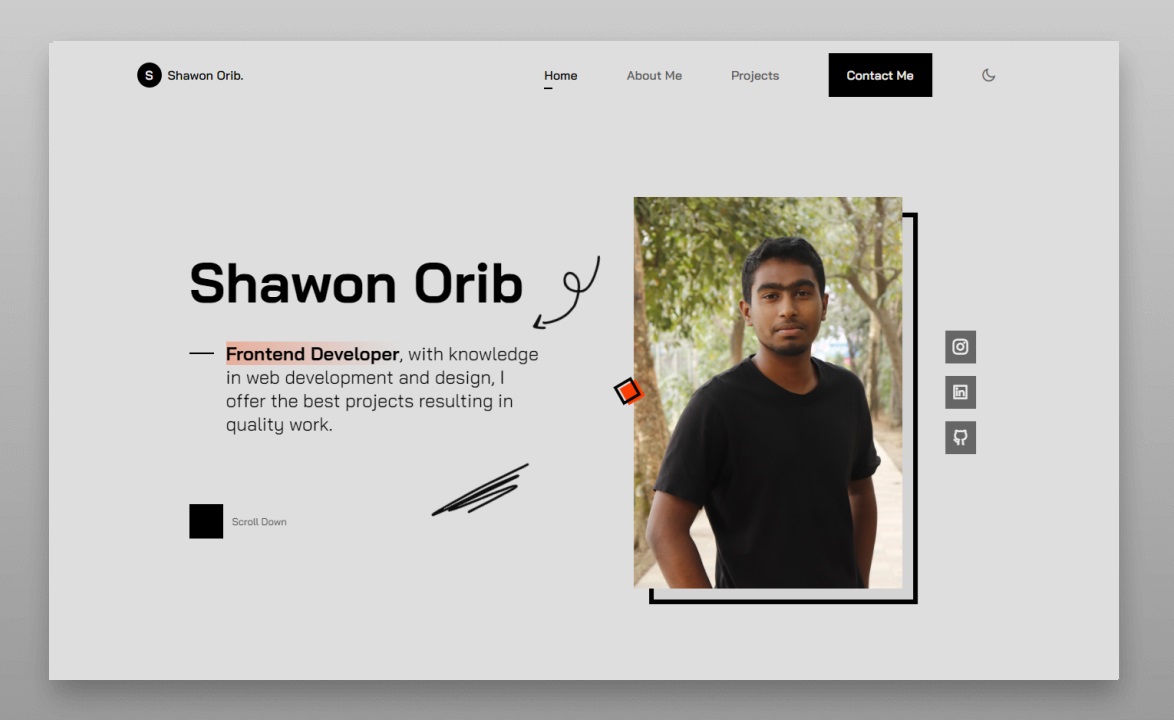 S Shawon Orib.
Home About Me Projects Contact Me
Shawon Orib
Frontend Developer, with knowledge
in web development and design, I
offer the best projects resulting in
quality work.
Scroll Down